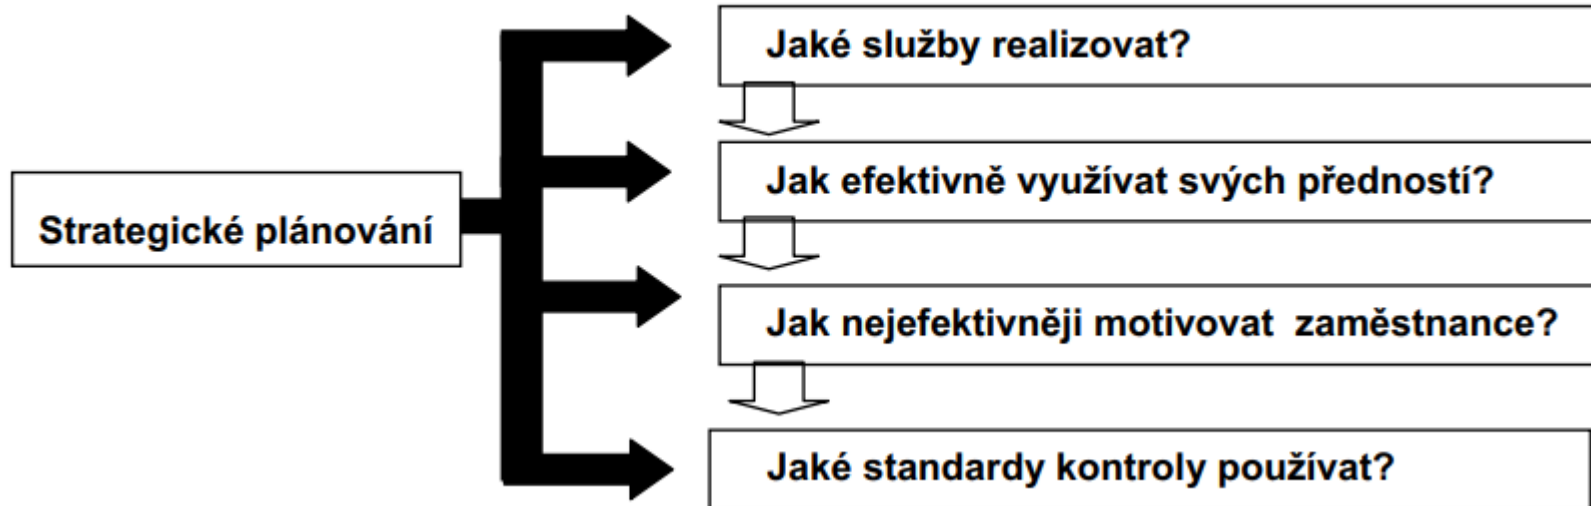 Jaké služby realizovat?
Jak efektivně využívat svých předností?
Strategické plánování
Jak nejefektivněji motivovat zaměstnance?
Jaké standardy kontroly používat?